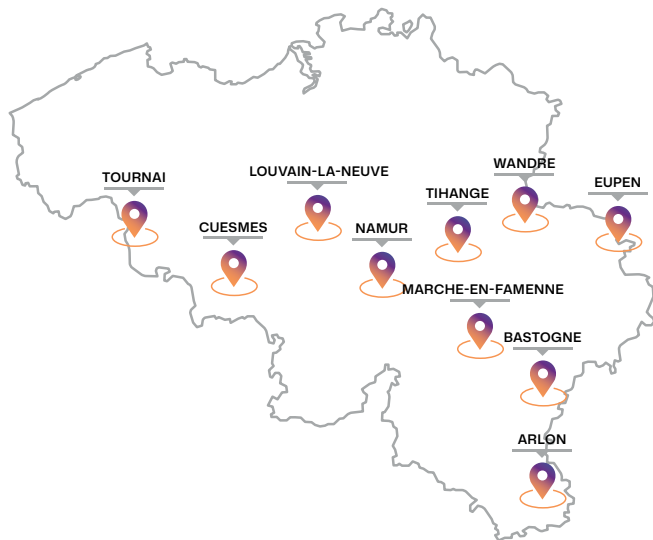 WANDRE
LOUVAIN-LA-NEUVE
TOURNAI
EUPEN
TIHANGE
CUESMES
NAMUR
MARCHE-EN-FAMENNE
BASTOGNE
ARLON